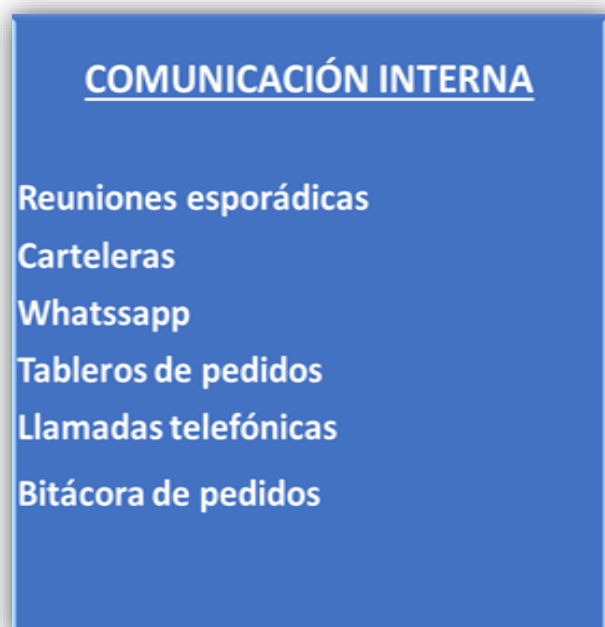 COMUNICACIÓN INTERNA
Reuniones esporádicas
Carteleras
Whatssapp
Tableros de pedidos
Llamadas telefónicas
Bitácora de pedidos